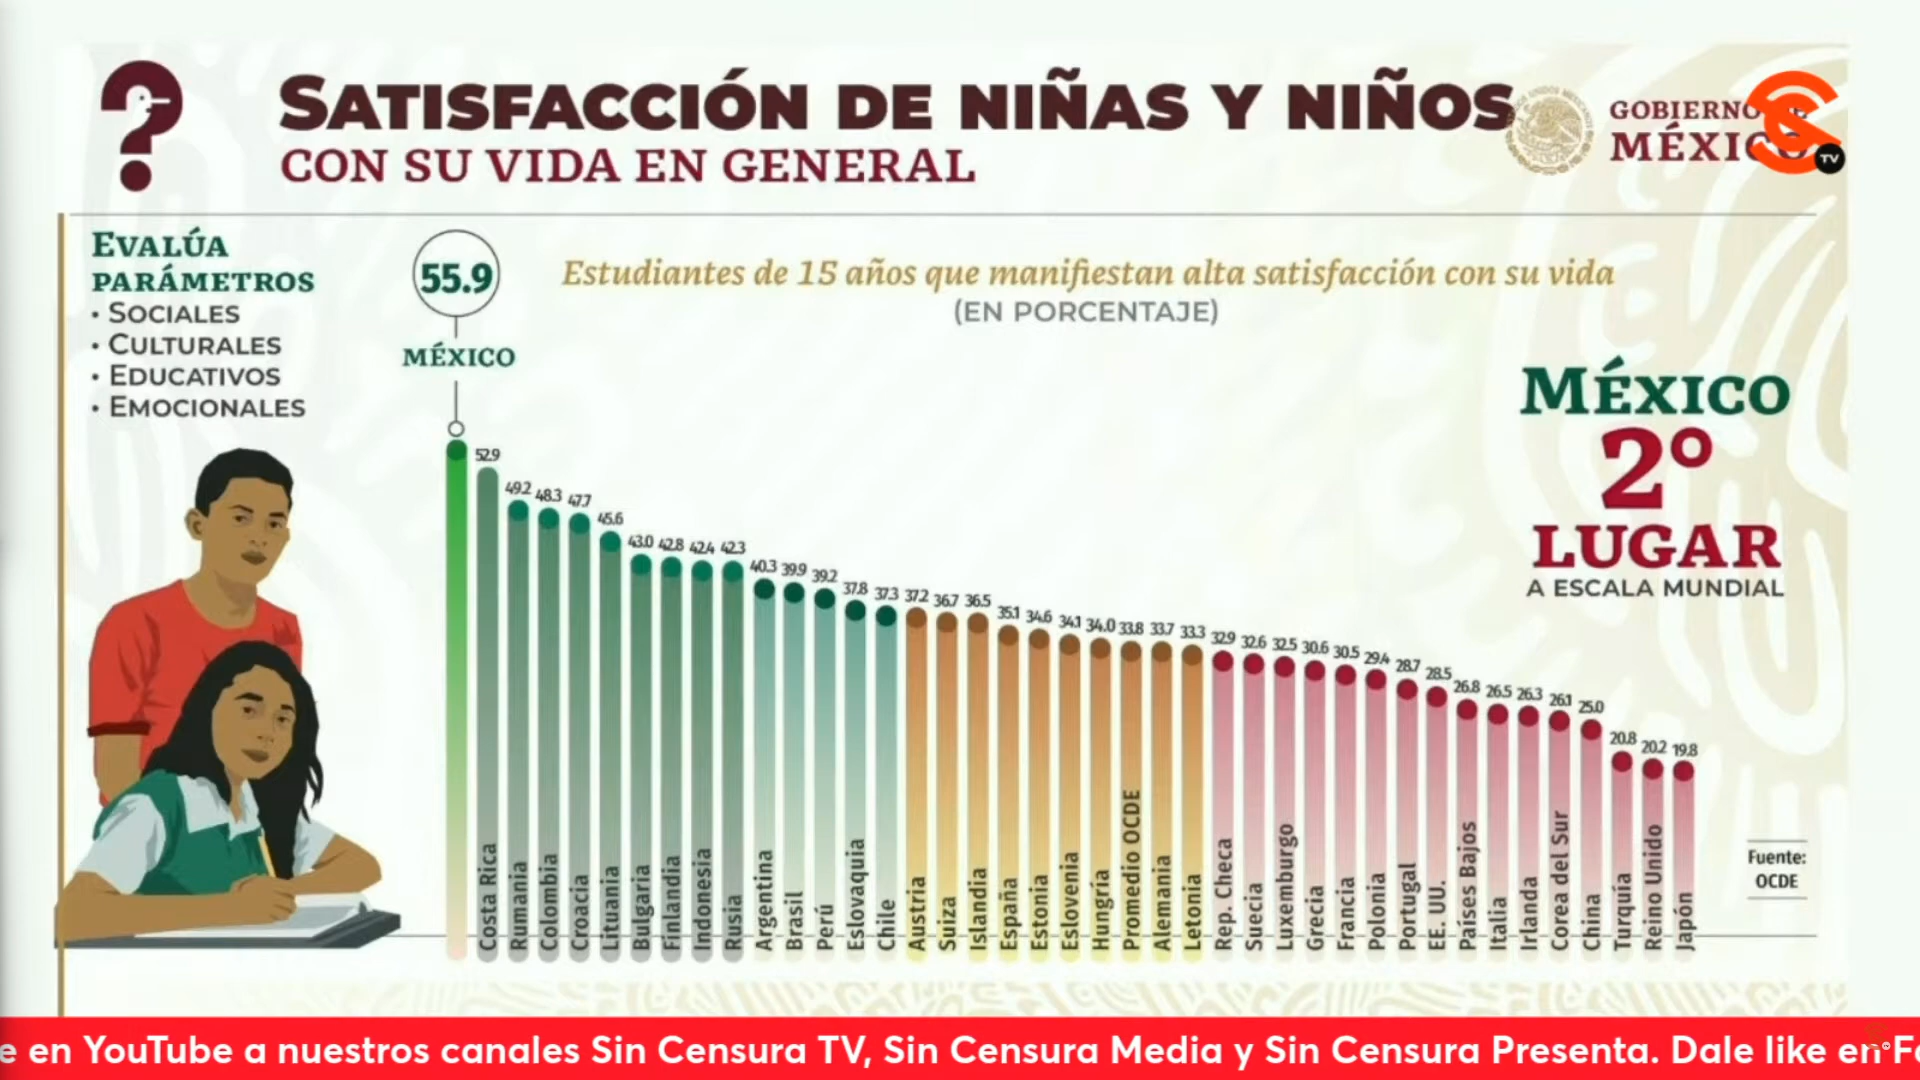 SATISFACCIÓN DE NIÑAS Y NIÑOS
CON SU VIDA EN GENERAL
GOBIERNO DE
MÉXICO
TV
EVALÚA
PARÁMETROS
• SOCIALES
• CULTURALES
• EDUCATIVOS
• EMOCIONALES
55.9
MÉXICO
Estudiantes de 15 años que manifiestan alta satisfacción con su vida
(EN PORCENTAJE)
MÉXICO
2º
LUGAR
A ESCALA MUNDIAL
52.9
49.2
48.3
47.7
45.6
43.0
42.8
42.4
42.3
40.3
39.9
39.2
37.8
37.3
37.2
36.7
36.5
35.1
34.6
34.1
34.0
33.8
33.7
33.3
32.9
32.6
32.5
30.6
30.5
29.4
28.7
28.5
26.8
26.5
26.3
26.1
25.0
20.8
20.2
19.8
Costa Rica
Rumania
Colombia
Croacia
Lituania
Bulgaria
Finlandia
Indonesia
Rusia
Argentina
Brasil
Perú
Eslovaquia
Chile
Austria
Suiza
Islandia
España
Estonia
Eslovenia
Hungría
Promedio OCDE
Alemania
Letonia
Rep. Checa
Suecia
Luxemburgo
Grecia
Francia
Polonia
Portugal
EE. UU.
Países Bajos
Italia
Irlanda
Corea del Sur
China
Turquía
Reino Unido
Japón
Fuente:
OCDE
e en YouTube a nuestros canales Sin Censura TV, Sin Censura Media y Sin Censura Presenta. Dale like en F